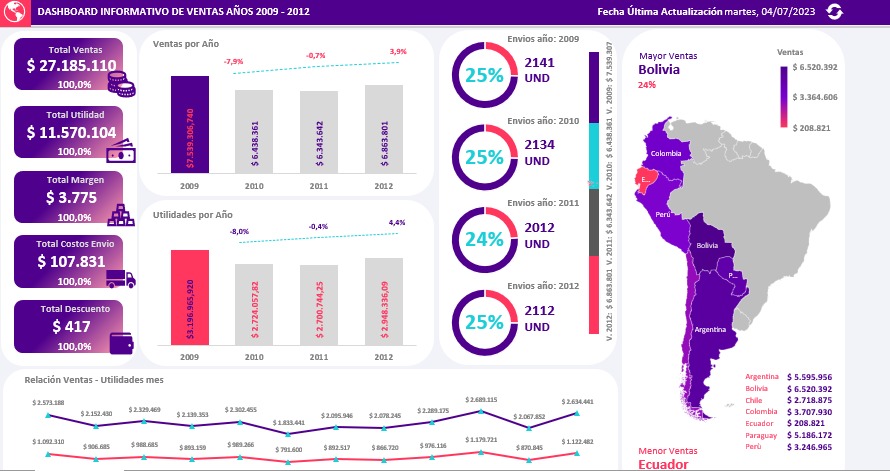 DASHBOARD INFORMATIVO DE VENTAS AÑOS 2009 - 2012
Fecha Última Actualización martes, 04/07/2023
Total Ventas
$ 27.185.110
100,0%
Total Utilidad
$ 11.570.104
100,0%
Total Margen
$ 3.775
100,0%
Total Costos Envio
$ 107.831
100,0%
Total Descuento
$ 417
100,0%
Ventas por Año
-7,9%
-0,7%
3,9%
$7.539.306,740
$ 6.438.361
$ 6.343.642
$ 6.863.801
2009
2010
2011
2012
Utilidades por Año
-8,0%
-0,4%
4,4%
$3.196.965,920
$ 2.724.057,82
$ 2.700.744,25
$ 2.948.336,09
2009
2010
2011
2012
Envios año: 2009
25%
2141
UND
Envios año: 2010
25%
2134
UND
Envios año: 2011
24%
2012
UND
Envios año: 2012
25%
2112
UND
V. 2009: $ 7.539.307
V. 2010: $ 6.438.361
V. 2011: $ 6.343.642
V. 2012: $ 6.863.801
Mayor Ventas
Bolivia
24%
Ventas
$ 6.520.392
$ 3.364.606
$ 208.821
Colombia
E...
Perú
Bolivia
P...
Argentina
Argentina $ 5.595.956
Bolivia $ 6.520.392
Chile $ 2.718.875
Colombia $ 3.707.930
Ecuador $ 208.821
Paraguay $ 5.186.172
Perù $ 3.246.965
Menor Ventas
Ecuador
Relación Ventas - Utilidades mes
$ 2.573.188
$ 2.152.430
$ 2.329.469
$ 2.139.353
$ 2.302.455
$ 1.833.441
$ 2.095.946
$ 2.078.245
$ 2.289.175
$ 2.689.115
$ 2.067.852
$ 2.634.441
$ 1.092.310
$ 906.685
$ 988.685
$ 893.159
$ 989.266
$ 791.600
$ 892.517
$ 866.720
$ 976.116
$ 1.179.721
$ 870.845
$ 1.122.482